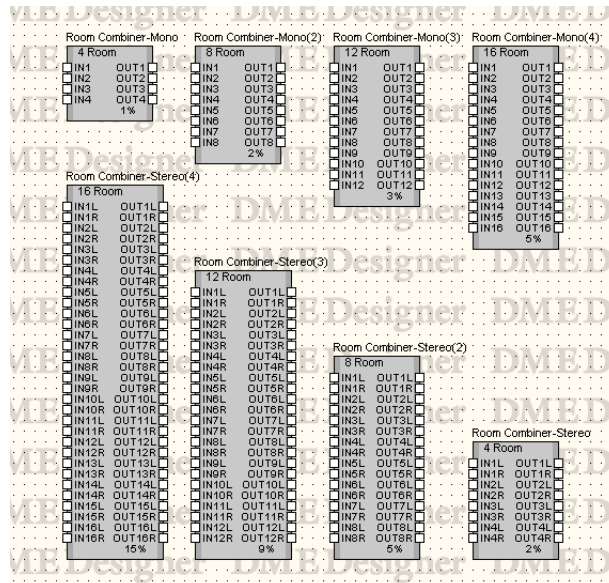 Room Combiner-Mono
4 Room
IN1 OUT1
IN2 OUT2
IN3 OUT3
IN4 OUT4
1%
Room Combiner-Mono(2)
8 Room
IN1 OUT1
IN2 OUT2
IN3 OUT3
IN4 OUT4
IN5 OUT5
IN6 OUT6
IN7 OUT7
IN8 OUT8
2%
Room Combiner-Mono(3)
12 Room
IN1 OUT1
IN2 OUT2
IN3 OUT3
IN4 OUT4
IN5 OUT5
IN6 OUT6
IN7 OUT7
IN8 OUT8
IN9 OUT9
IN10 OUT10
IN11 OUT11
IN12 OUT12
3%
Room Combiner-Mono(4)
16 Room
IN1 OUT1
IN2 OUT2
IN3 OUT3
IN4 OUT4
IN5 OUT5
IN6 OUT6
IN7 OUT7
IN8 OUT8
IN9 OUT9
IN10 OUT10
IN11 OUT11
IN12 OUT12
IN13 OUT13
IN14 OUT14
IN15 OUT15
IN16 OUT16
5%
Room Combiner-Stereo(4)
16 Room
IN1L OUT1L
IN1R OUT1R
IN2L OUT2L
IN2R OUT2R
IN3L OUT3L
IN3R OUT3R
IN4L OUT4L
IN4R OUT4R
IN5L OUT5L
IN5R OUT5R
IN6L OUT6L
IN6R OUT6R
IN7L OUT7L
IN7R OUT7R
IN8L OUT8L
IN8R OUT8R
IN9L OUT9L
IN9R OUT9R
IN10L OUT10L
IN10R OUT10R
IN11L OUT11L
IN11R OUT11R
IN12L OUT12L
IN12R OUT12R
IN13L OUT13L
IN13R OUT13R
IN14L OUT14L
IN14R OUT14R
IN15L OUT15L
IN15R OUT15R
IN16L OUT16L
IN16R OUT16R
15%
Room Combiner-Stereo(3)
12 Room
IN1L OUT1L
IN1R OUT1R
IN2L OUT2L
IN2R OUT2R
IN3L OUT3L
IN3R OUT3R
IN4L OUT4L
IN4R OUT4R
IN5L OUT5L
IN5R OUT5R
IN6L OUT6L
IN6R OUT6R
IN7L OUT7L
IN7R OUT7R
IN8L OUT8L
IN8R OUT8R
IN9L OUT9L
IN9R OUT9R
IN10L OUT10L
IN10R OUT10R
IN11L OUT11L
IN11R OUT11R
IN12L OUT12L
IN12R OUT12R
9%
Room Combiner-Stereo(2)
8 Room
IN1L OUT1L
IN1R OUT1R
IN2L OUT2L
IN2R OUT2R
IN3L OUT3L
IN3R OUT3R
IN4L OUT4L
IN4R OUT4R
IN5L OUT5L
IN5R OUT5R
IN6L OUT6L
IN6R OUT6R
IN7L OUT7L
IN7R OUT7R
IN8L OUT8L
IN8R OUT8R
5%
Room Combiner-Stereo
4 Room
IN1L OUT1L
IN1R OUT1R
IN2L OUT2L
IN2R OUT2R
IN3L OUT3L
IN3R OUT3R
IN4L OUT4L
IN4R OUT4R
2%
DME Designer